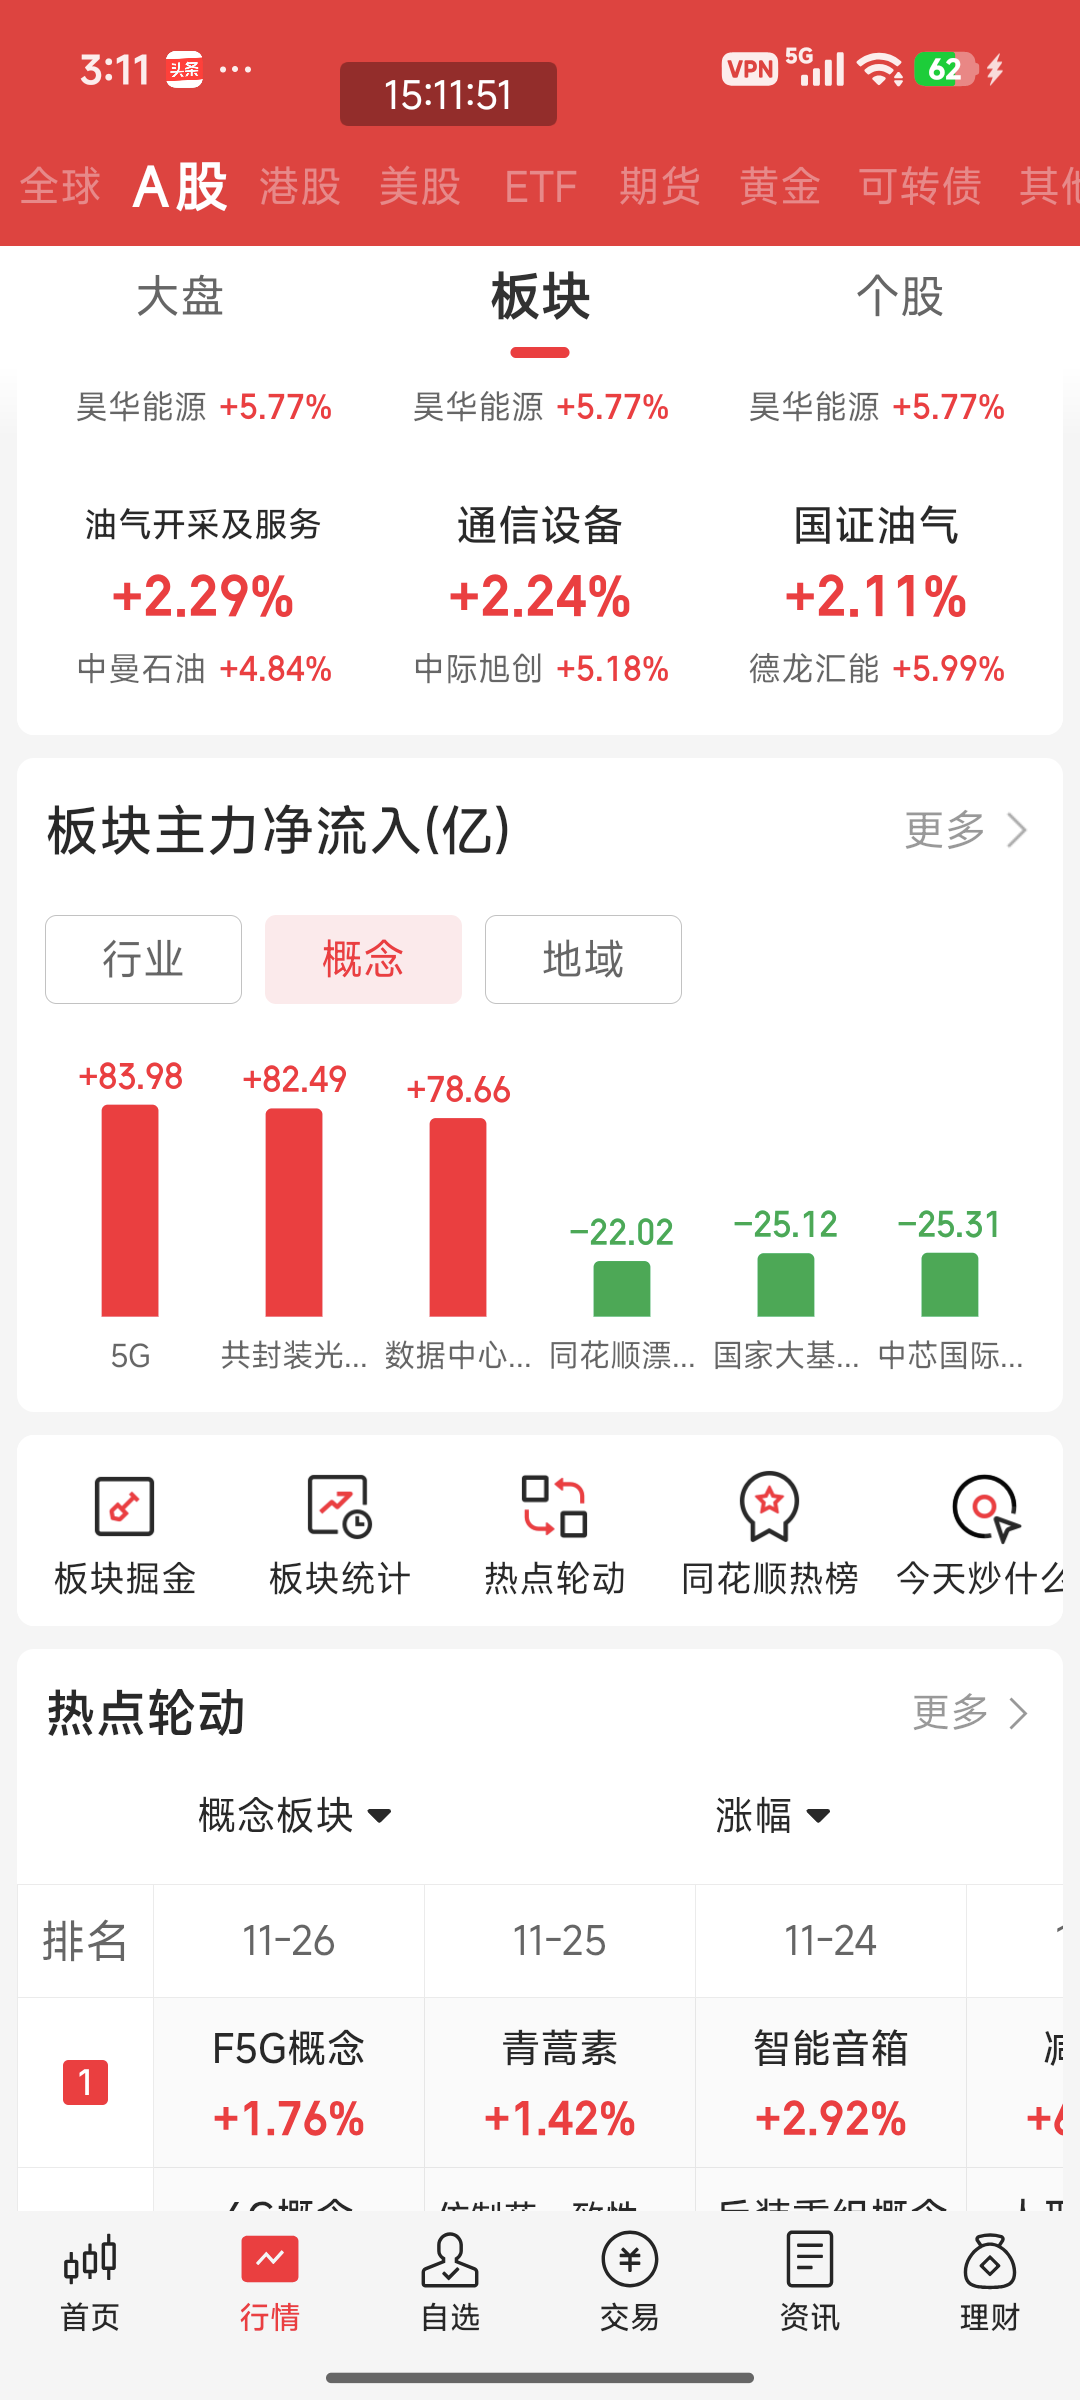 3:11 头条 ... VPN 5G 62
15:11:51
全球 A股 港股 美股 ETF 期货 黄金 可转债 其他
大盘 板块 个股
昊华能源 +5.77% 昊华能源 +5.77% 昊华能源 +5.77%
油气开采及服务 通信设备 国证油气
+2.29% +2.24% +2.11%
中曼石油 +4.84% 中际旭创 +5.18% 德龙汇能 +5.99%
板块主力净流入(亿) 更多
行业 概念 地域
+83.98 +82.49 +78.66 -22.02 -25.12 -25.31
5G 共封装光... 数据中心... 同花顺漂... 国家大基... 中芯国际...
板块掘金 板块统计 热点轮动 同花顺热榜 今天炒什么
热点轮动 更多
概念板块 涨幅
排名 11-26 11-25 11-24
1 F5G概念 青蒿素 智能音箱
+1.76% +1.42% +2.92%
首页 行情 自选 交易 资讯 理财